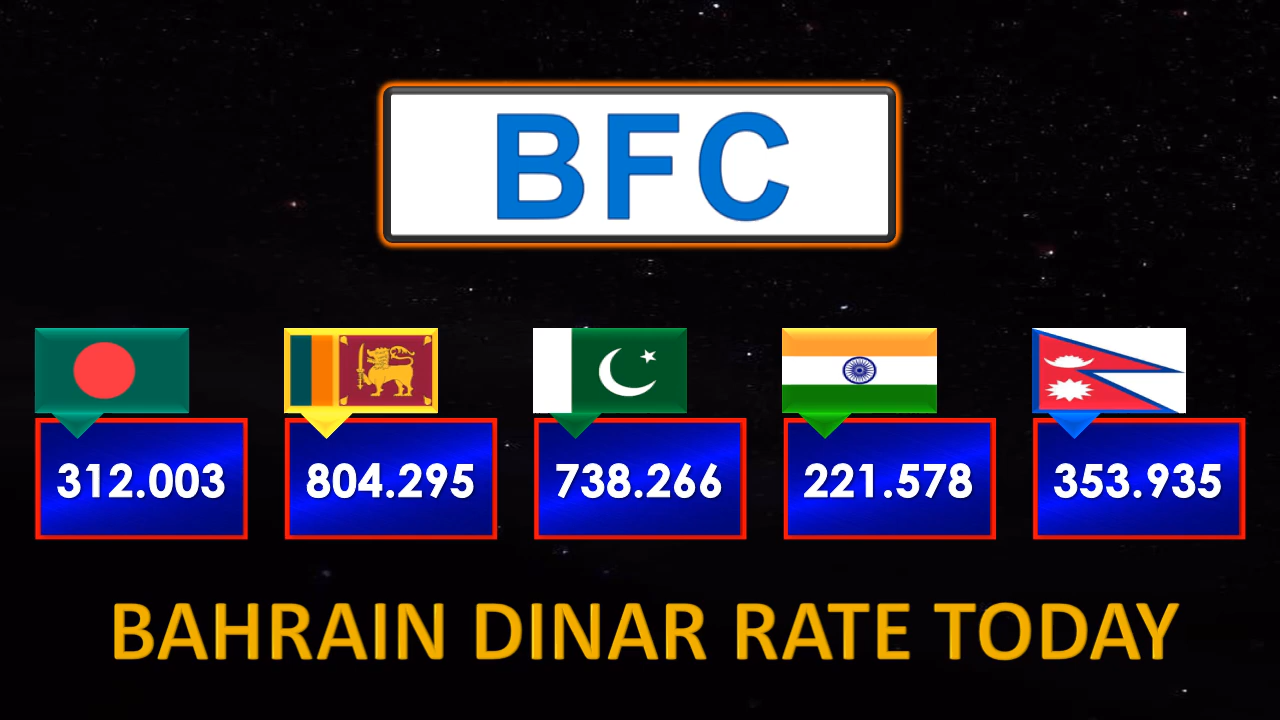 BFC
312.003
804.295
738.266
221.578
353.935
BAHRAIN DINAR RATE TODAY